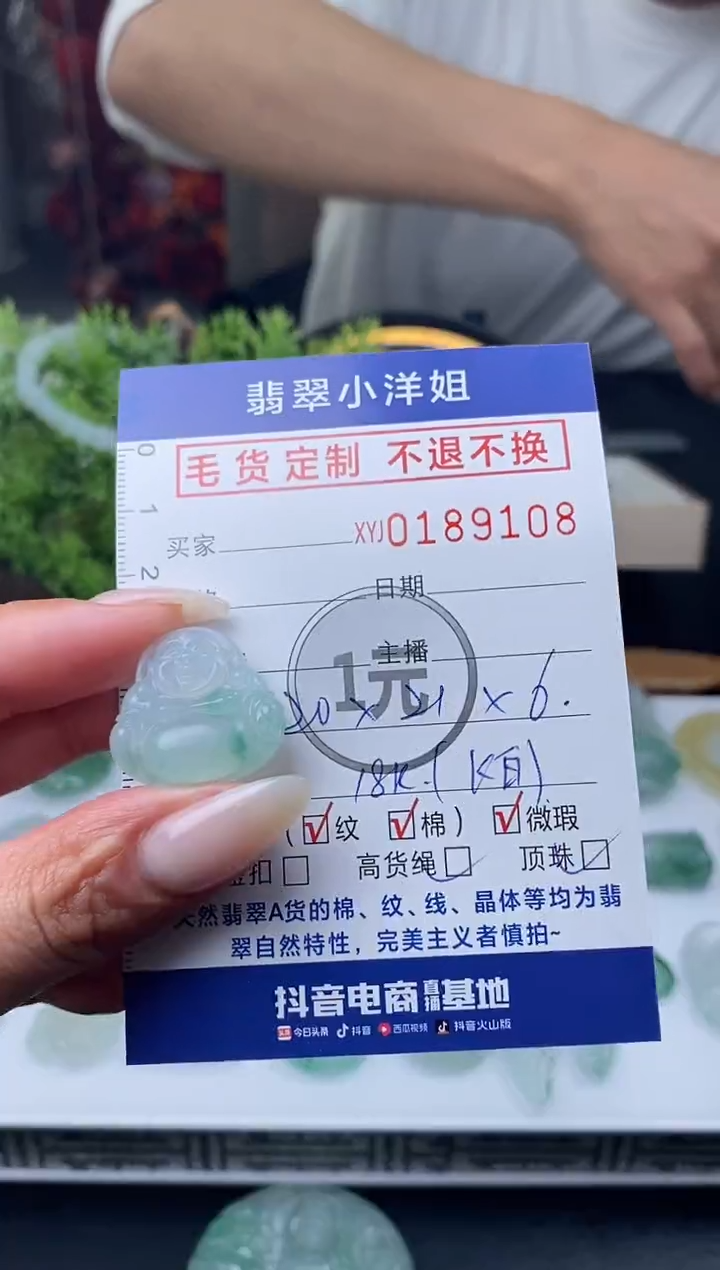 翡翠小洋姐
毛货定制 不退不换
0
1
2
买家
XYJ0189108
日期
主播
1元
20×21×6.
18K.(K白)
(☑纹 ☑棉) ☑微瑕
扣☐ 高货绳☑ 顶珠☑
天然翡翠A货的棉、纹、线、晶体等均为翡
翠自然特性，完美主义者慎拍~
抖音电商直播基地
头条 今日头条 抖音 西瓜视频 抖音火山版